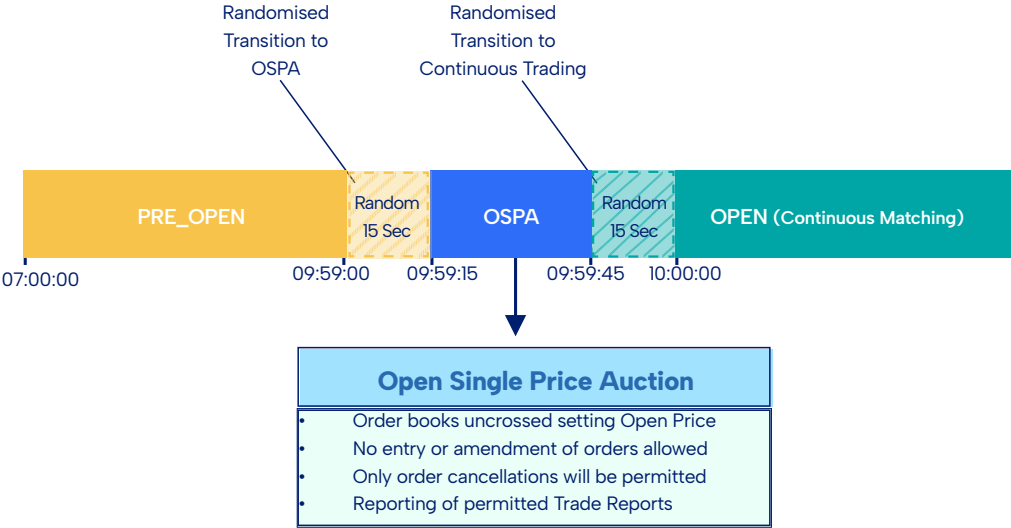 Randomised
Transition to
OSPA
Randomised
Transition to
Continuous Trading
PRE_OPEN
Random
15 Sec
OSPA
Random
15 Sec
OPEN (Continuous Matching)
07:00:00
09:59:00
09:59:15
09:59:45
10:00:00
Open Single Price Auction
• Order books uncrossed setting Open Price
• No entry or amendment of orders allowed
• Only order cancellations will be permitted
• Reporting of permitted Trade Reports